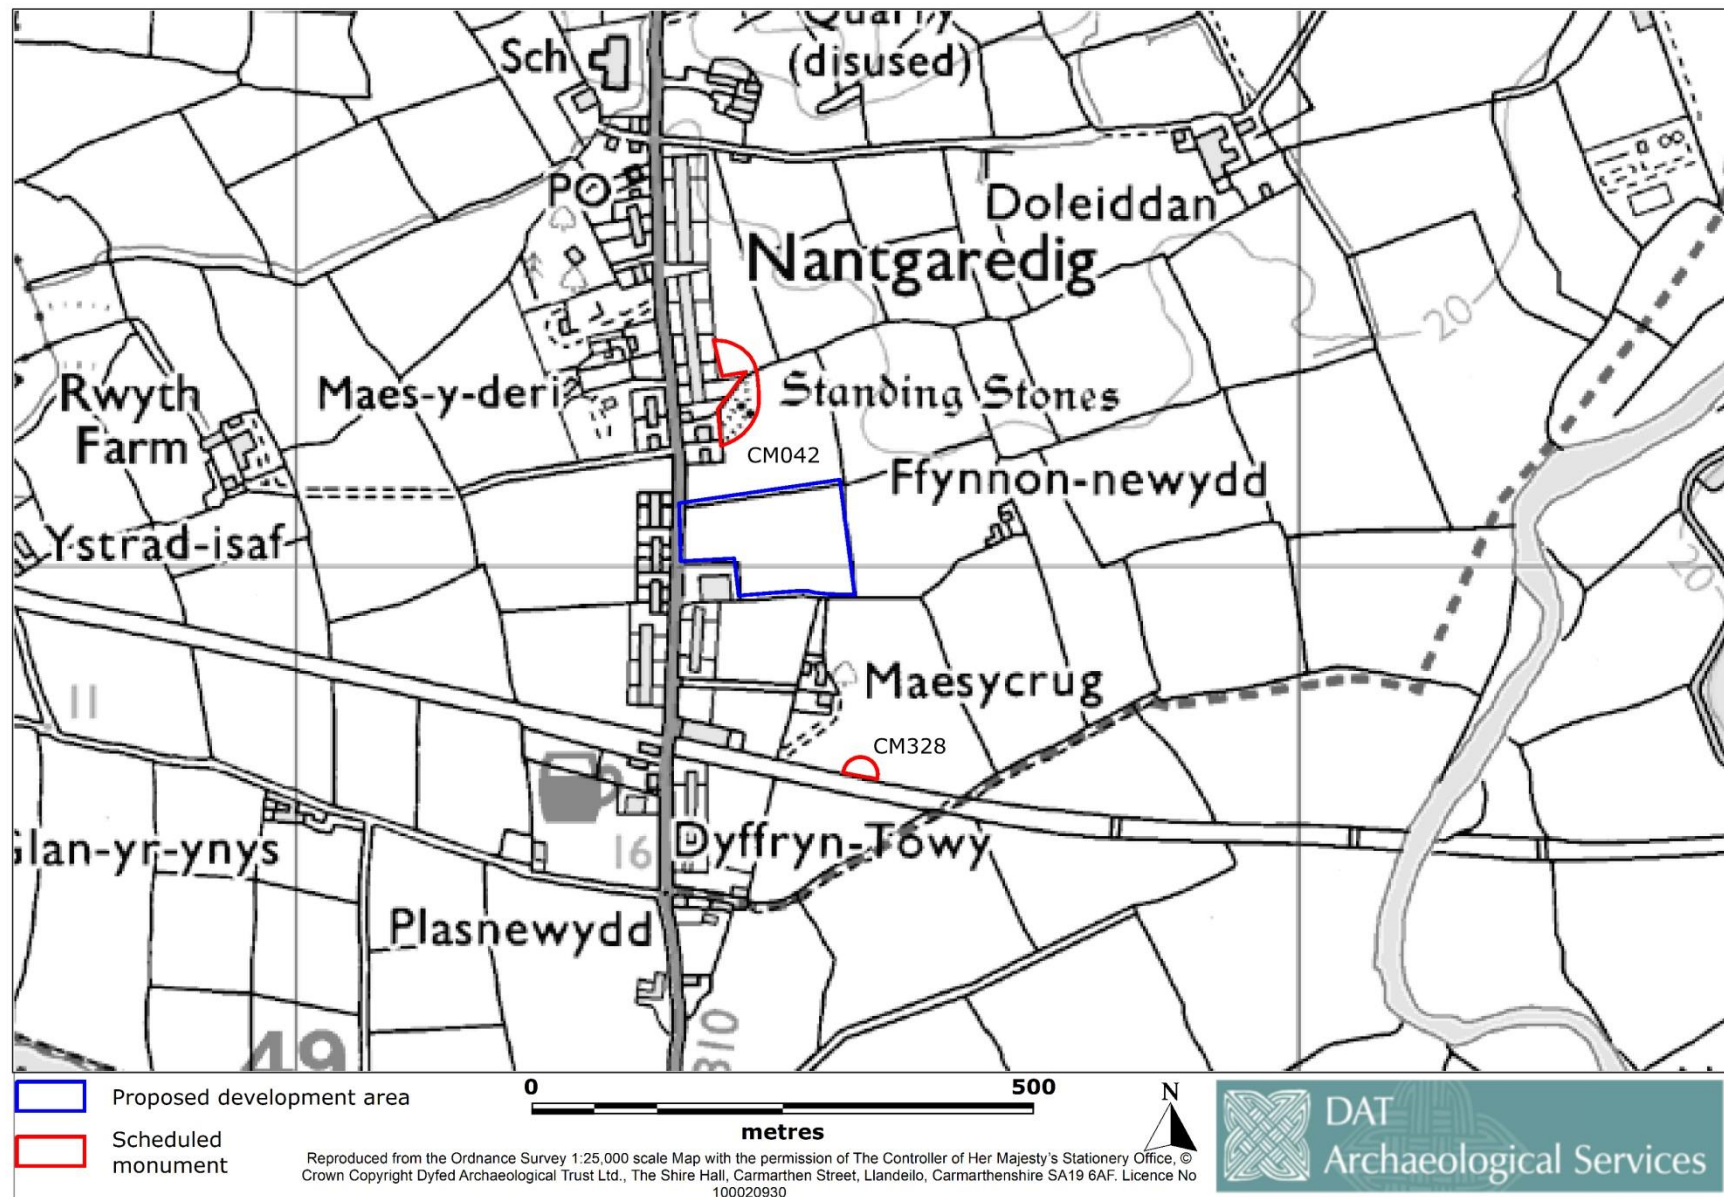 Quarry
(disused)
Sch
PO
Doleiddan
Nantgaredig
20
Rwyth
Farm
Maes-y-deri
Standing Stones
CM042
Ffynnon-newydd
Ystrad-isaf
20
11
Maesycrug
CM328
Glan-yr-ynys
16
Dyffryn-Towy
Plasnewydd
49
B310
Proposed development area
Scheduled
monument
0 500
metres
N
Reproduced from the Ordnance Survey 1:25,000 scale Map with the permission of The Controller of Her Majesty's Stationery Office, ©
Crown Copyright Dyfed Archaeological Trust Ltd., The Shire Hall, Carmarthen Street, Llandeilo, Carmarthenshire SA19 6AF. Licence No
100020930
DAT
Archaeological Services